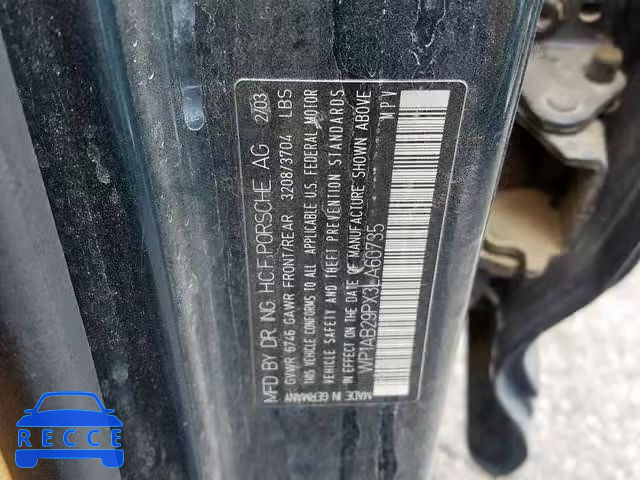 MFD BY DR. ING. HCF. PORSCHE AG 2/03
GVWR 6746 GAWR FRONT/REAR 3208/3704 LBS
THIS VEHICLE CONFORMS TO ALL APPLICABLE U.S. FEDERAL MOTOR
VEHICLE SAFETY AND THEFT PREVENTION STANDARDS
IN EFFECT ON THE DATE OF MANUFACTURE SHOWN ABOVE
WP1AB29PX3LA60735 MPV
MADE IN GERMANY
RECCE